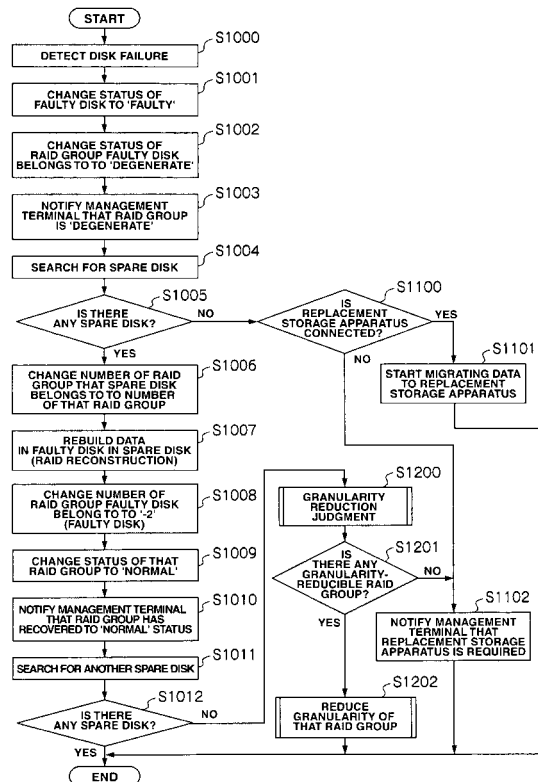 START
S1000
DETECT DISK FAILURE
S1001
CHANGE STATUS OF
FAULTY DISK TO 'FAULTY'
S1002
CHANGE STATUS OF
RAID GROUP FAULTY DISK
BELONGS TO TO 'DEGENERATE'
S1003
NOTIFY MANAGEMENT
TERMINAL THAT RAID GROUP
IS 'DEGENERATE'
S1004
SEARCH FOR SPARE DISK
S1005
IS THERE
ANY SPARE DISK?
NO
YES
S1100
IS
REPLACEMENT
STORAGE APPARATUS
CONNECTED?
YES
NO
S1101
START MIGRATING DATA
TO REPLACEMENT
STORAGE APPARATUS
S1006
CHANGE NUMBER OF RAID
GROUP THAT SPARE DISK
BELONGS TO TO NUMBER
OF THAT RAID GROUP
S1007
REBUILD DATA
IN FAULTY DISK IN SPARE DISK
(RAID RECONSTRUCTION)
S1008
CHANGE NUMBER OF
RAID GROUP FAULTY DISK
BELONG TO TO '-2'
(FAULTY DISK)
S1009
CHANGE STATUS OF THAT
RAID GROUP TO 'NORMAL'
S1010
NOTIFY MANAGEMENT TERMINAL
THAT RAID GROUP HAS
RECOVERED TO 'NORMAL' STATUS
S1011
SEARCH FOR ANOTHER SPARE DISK
S1012
IS THERE
ANY SPARE DISK?
NO
YES
S1200
GRANULARITY
REDUCTION
JUDGMENT
S1201
IS
THERE ANY
GRANULARITY-
REDUCIBLE RAID
GROUP?
NO
YES
S1102
NOTIFY MANAGEMENT
TERMINAL THAT
REPLACEMENT STORAGE
APPARATUS IS REQUIRED
S1202
REDUCE
GRANULARITY OF
THAT RAID GROUP
END